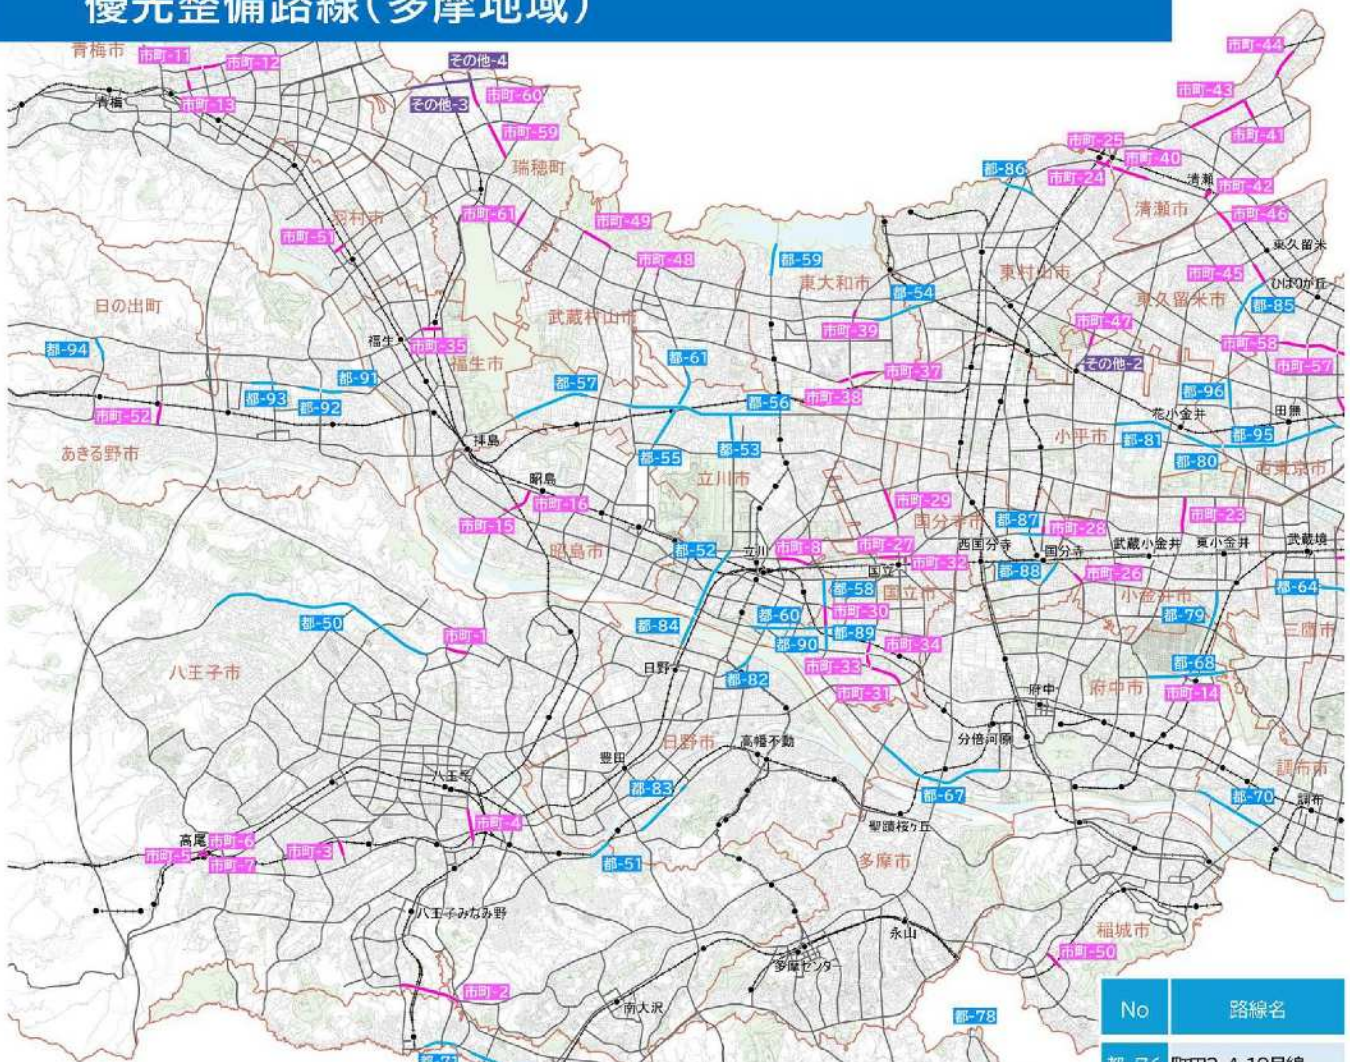 優先整備路線(多摩地域)
青梅市
市町-11
市町-12
その他-4
市町-44
青梅
市町-13
その他-3
市町-60
市町-43
市町-59
市町-41
瑞穂町
市町-25
市町-40
都-86
市町-24
清瀬
市町-42
羽村市
市町-61
市町-49
清瀬市
市町-46
市町-51
市町-48
都-59
東久留米
東村山市
市町-45
東大和市
ひばりが丘
日の出町
都-54
東久留米市
都-85
武蔵村山市
市町-39
市町-47
福生
市町-35
市町-58
都-94
福生市
都-61
その他-2
市町-57
都-91
都-57
市町-37
都-93
都-92
市町-38
都-96
市町-52
都-56
花小金井
田無
拝島
小平市
都-81
都-95
あきる野市
都-55
都-53
都-80
西東京市
昭島
立川市
市町-16
市町-29
市町-15
国分寺市
都-87
市町-28
市町-23
昭島市
都-52
立川
市町-8
市町-27
西国分寺
国分寺
武蔵小金井
東小金井
武蔵境
市町-32
国立
都-88
市町-26
都-58
国立市
小金井市
都-64
都-50
市町-30
都-60
都-79
都-84
都-89
三鷹市
市町-1
都-90
市町-34
八王子市
日野
市町-33
都-68
都-82
市町-31
府中
府中市
市町-14
日野市
高幡不動
分倍河原
豊田
調布市
八王子
都-83
都-67
都-70
調布
市町-4
聖蹟桜ヶ丘
高尾
市町-6
市町-5
市町-3
市町-7
都-51
多摩市
八王子みなみ野
永山
稲城市
市町-50
多摩センター
市町-2
南大沢
都-78
都-71
No
路線名
都-76
町田3・4・19号線